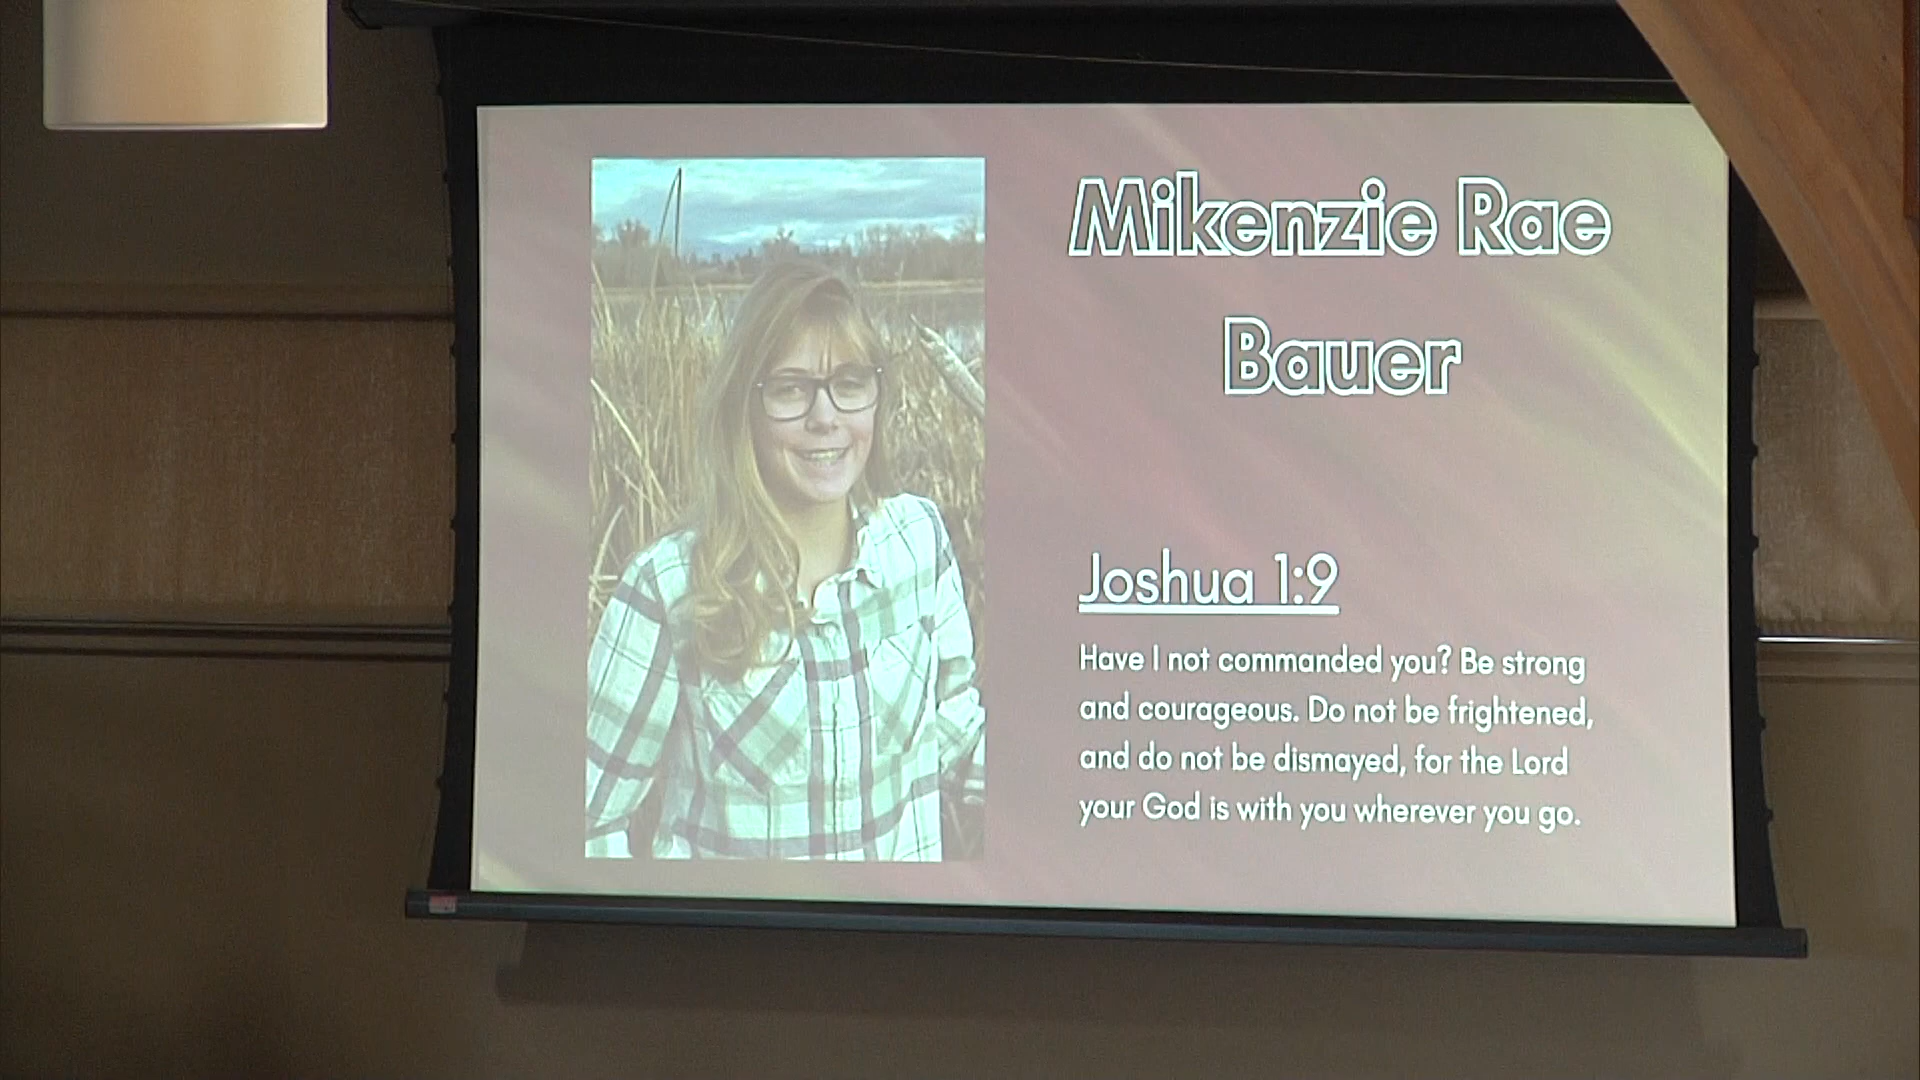 Mikenzie Rae
Bauer
Joshua 1:9
Have I not commanded you? Be strong
and courageous. Do not be frightened,
and do not be dismayed, for the Lord
your God is with you wherever you go.